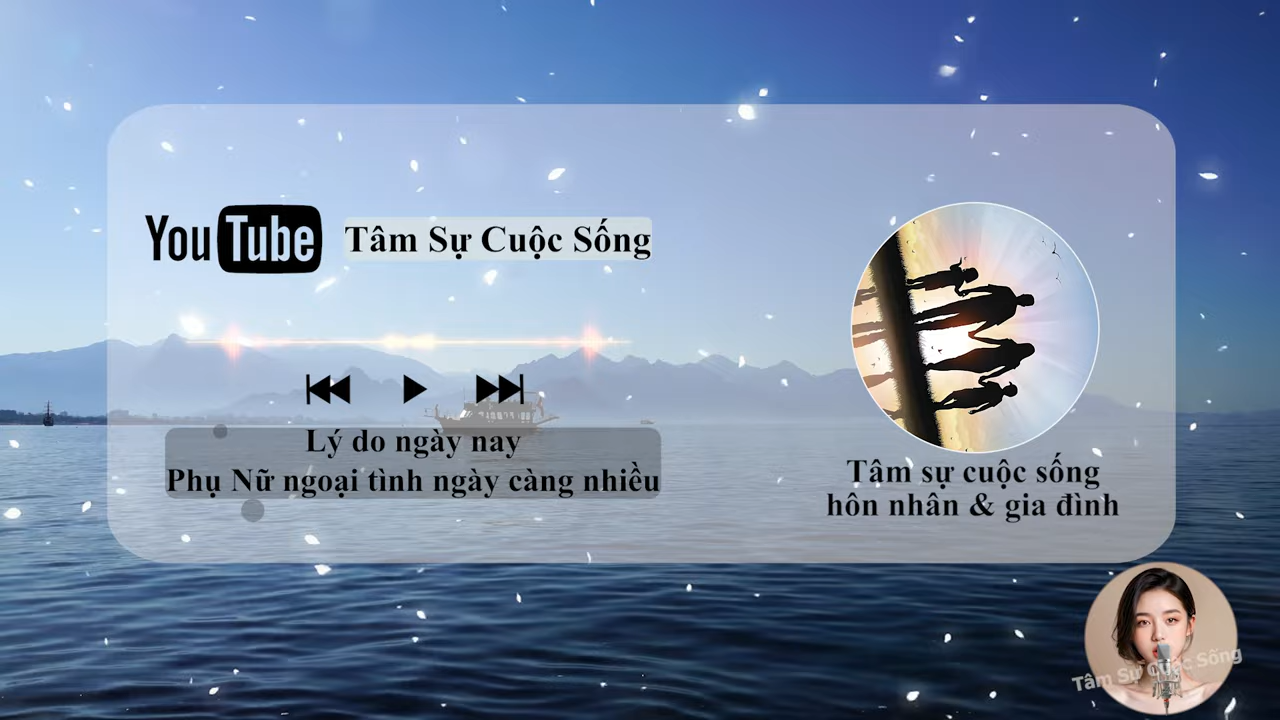 YouTube
Tâm Sự Cuộc Sống
Lý do ngày nay
Phụ Nữ ngoại tình ngày càng nhiều
Tâm sự cuộc sống
hôn nhân & gia đình
Tâm Sự Cuộc Sống